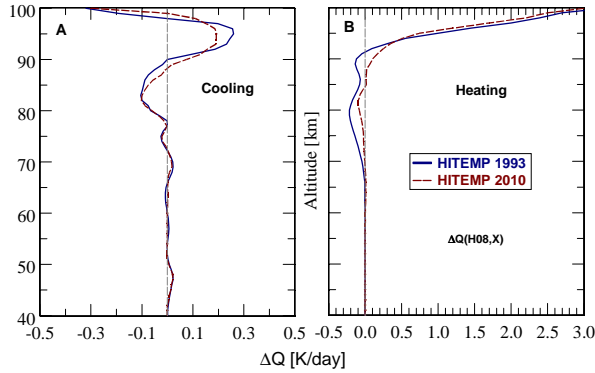 A
B
Cooling
Heating
HITEMP 1993
HITEMP 2010
ΔQ(H08,X)
Altitude [km]
100
90
80
70
60
50
40
-0.5 -0.3 -0.1 0.1 0.3 0.5
-0.5 0.0 0.5 1.0 1.5 2.0 2.5 3.0
ΔQ [K/day]